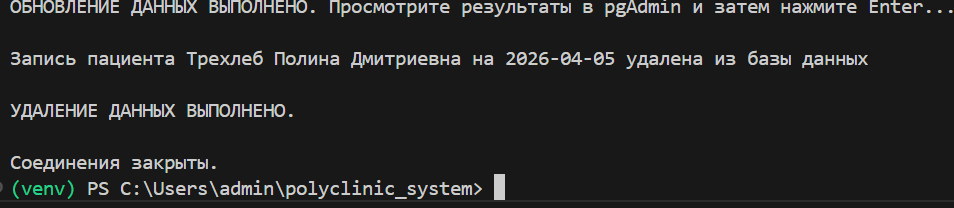 ОБНОВЛЕНИЕ ДАННЫХ ВЫПОЛНЕНО. Просмотрите результаты в pgAdmin и затем нажмите Enter...
Запись пациента Трехлеб Полина Дмитриевна на 2026-04-05 удалена из базы данных
УДАЛЕНИЕ ДАННЫХ ВЫПОЛНЕНО.
Соединения закрыты.
(venv) PS C:\Users\admin\polyclinic_system>